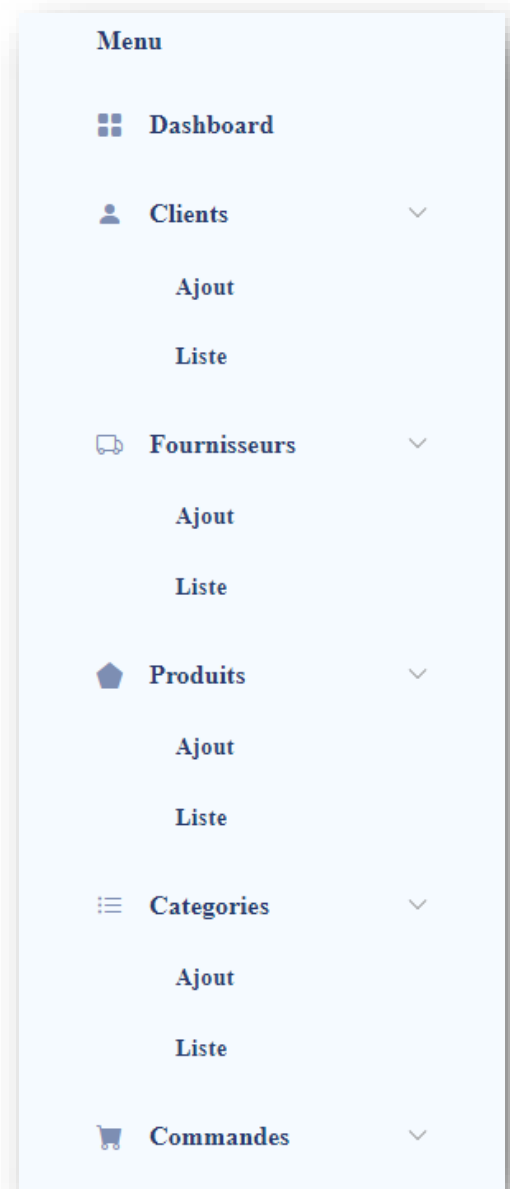 Menu
Dashboard
Clients
Ajout
Liste
Fournisseurs
Ajout
Liste
Produits
Ajout
Liste
Categories
Ajout
Liste
Commandes